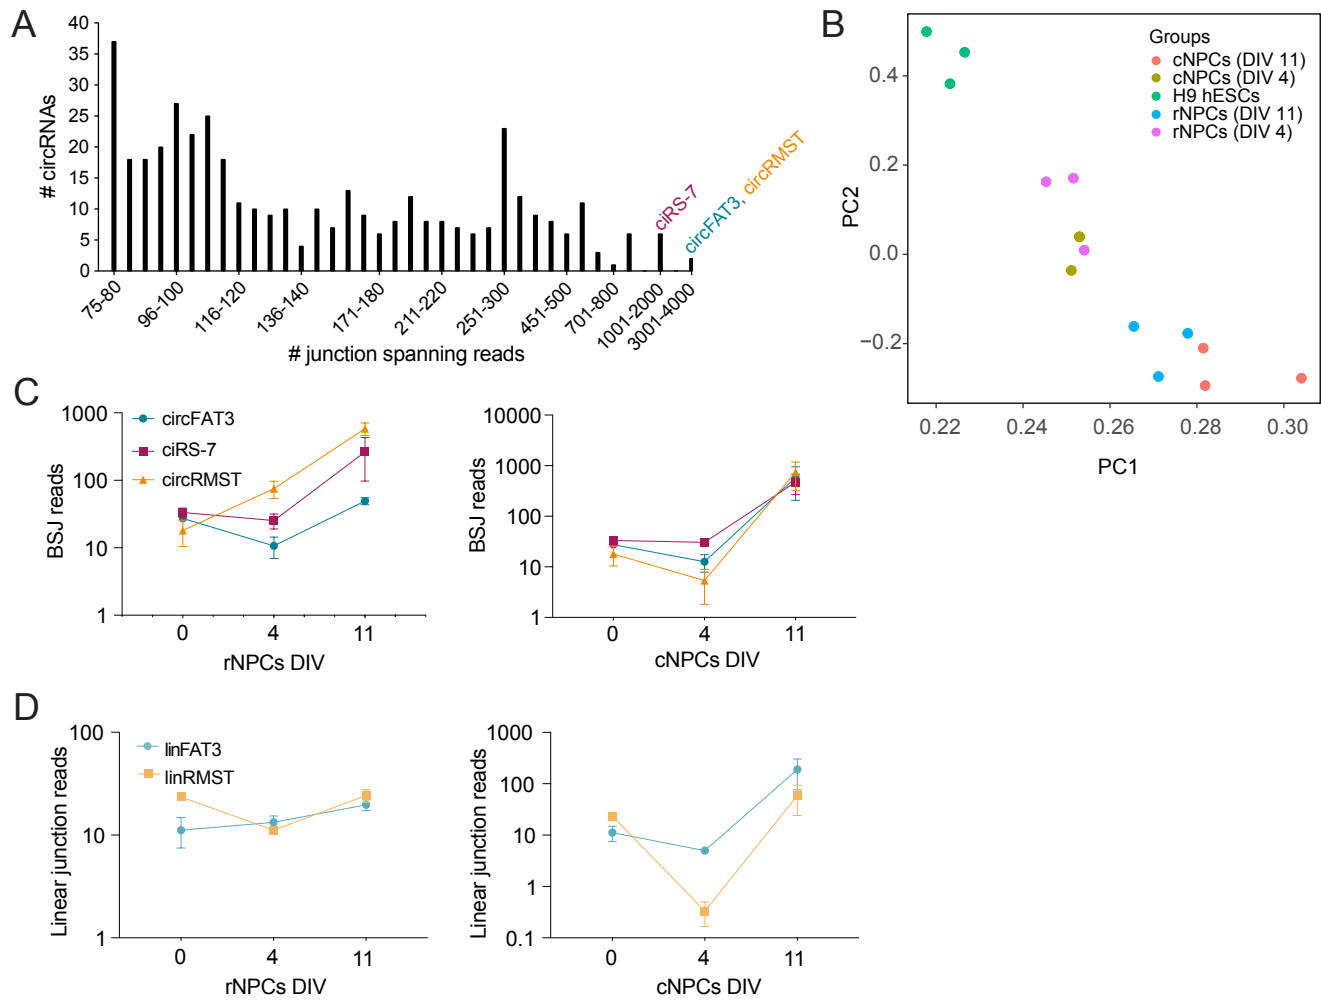 A
40
35
30
25
20
15
10
5
0
# circRNAs
75-80
96-100
116-120
136-140
171-180
211-220
251-300
451-500
701-800
1001-2000
3001-4000
# junction spanning reads
ciRS-7
circFAT3, circRMST
B
Groups
cNPCs (DIV 11)
cNPCs (DIV 4)
H9 hESCs
rNPCs (DIV 11)
rNPCs (DIV 4)
0.4
0.2
0.0
−0.2
PC2
0.22 0.24 0.26 0.28 0.30
PC1
C
circFAT3
ciRS-7
circRMST
1000
100
10
1
BSJ reads
0 4 11
rNPCs DIV
10000
1000
100
10
1
BSJ reads
0 4 11
cNPCs DIV
D
linFAT3
linRMST
100
10
1
Linear junction reads
0 4 11
rNPCs DIV
1000
100
10
1
0.1
Linear junction reads
0 4 11
cNPCs DIV